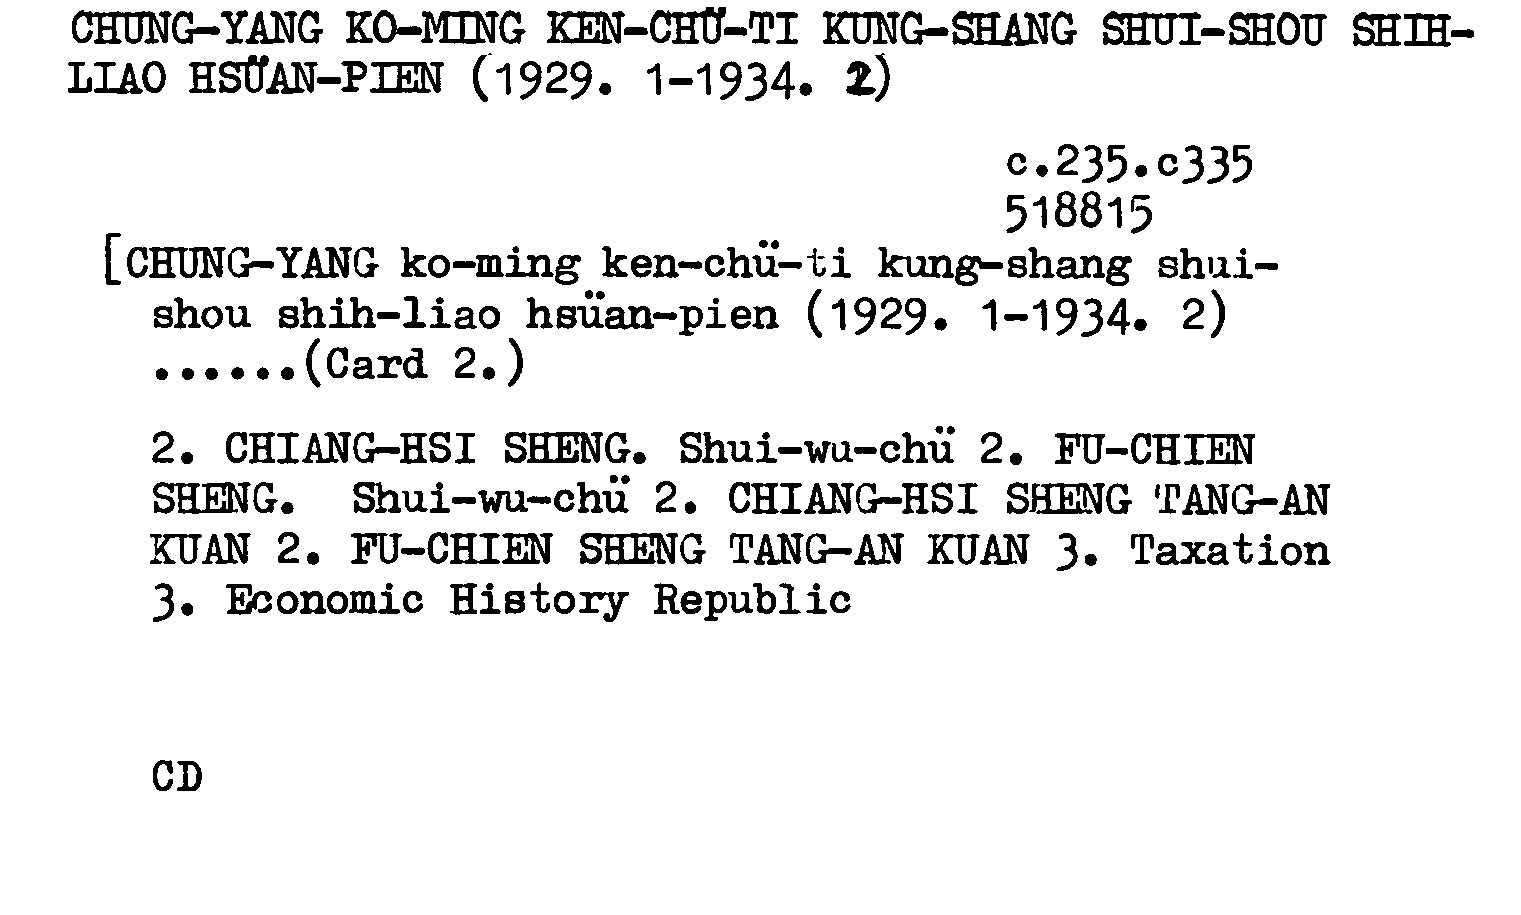 CHUNG-YANG KO-MING KEN-CHÜ-TI KUNG-SHANG SHUI-SHOU SHIH-
LIAO HSÜAN-PIEN (1929. 1-1934. 2)
c.235.c335
518815
[CHUNG-YANG ko-ming ken-chü-ti kung-shang shui-
shou shih-liao hsüan-pien (1929. 1-1934. 2)
......(Card 2.)
2. CHIANG-HSI SHENG. Shui-wu-chü 2. FU-CHIEN
SHENG. Shui-wu-chü 2. CHIANG-HSI SHENG TANG-AN
KUAN 2. FU-CHIEN SHENG TANG-AN KUAN 3. Taxation
3. Economic History Republic
CD